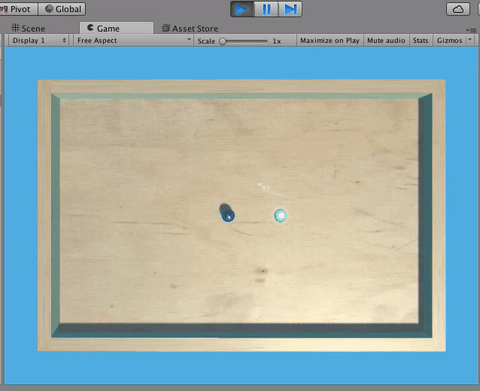 Pivot Global
Scene Game Asset Store
Display 1 Free Aspect Scale 1x Maximize on Play Mute audio Stats Gizmos